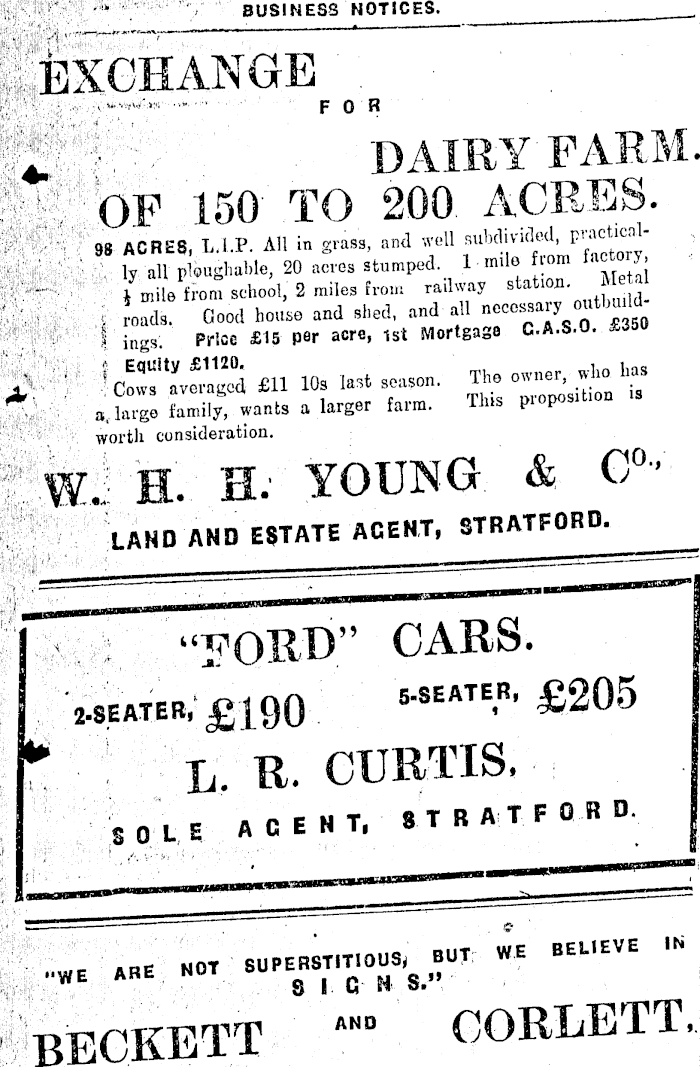 BUSINESS NOTICES.
EXCHANGE
FOR
DAIRY FARM.
OF 150 TO 200 ACRES.
98 ACRES, L.I.P. All in grass, and well subdivided, practical-
ly all ploughable, 20 acres stumped. 1 mile from factory,
½ mile from school, 2 miles from railway station. Metal
roads. Good house and shed, and all necessary outbuild-
ings. Price £15 per acre, 1st Mortgage G.A.S.O. £350
Equity £1120.
Cows averaged £11 10s last season. The owner, who has
a large family, wants a larger farm. This proposition is
worth consideration.
W. H. H. YOUNG & Co.,
LAND AND ESTATE AGENT, STRATFORD.
"FORD" CARS.
2-SEATER, £190 5-SEATER, £205
L. R. CURTIS,
SOLE AGENT, STRATFORD.
"WE ARE NOT SUPERSTITIOUS, BUT WE BELIEVE IN
SIGNS."
BECKETT AND CORLETT,